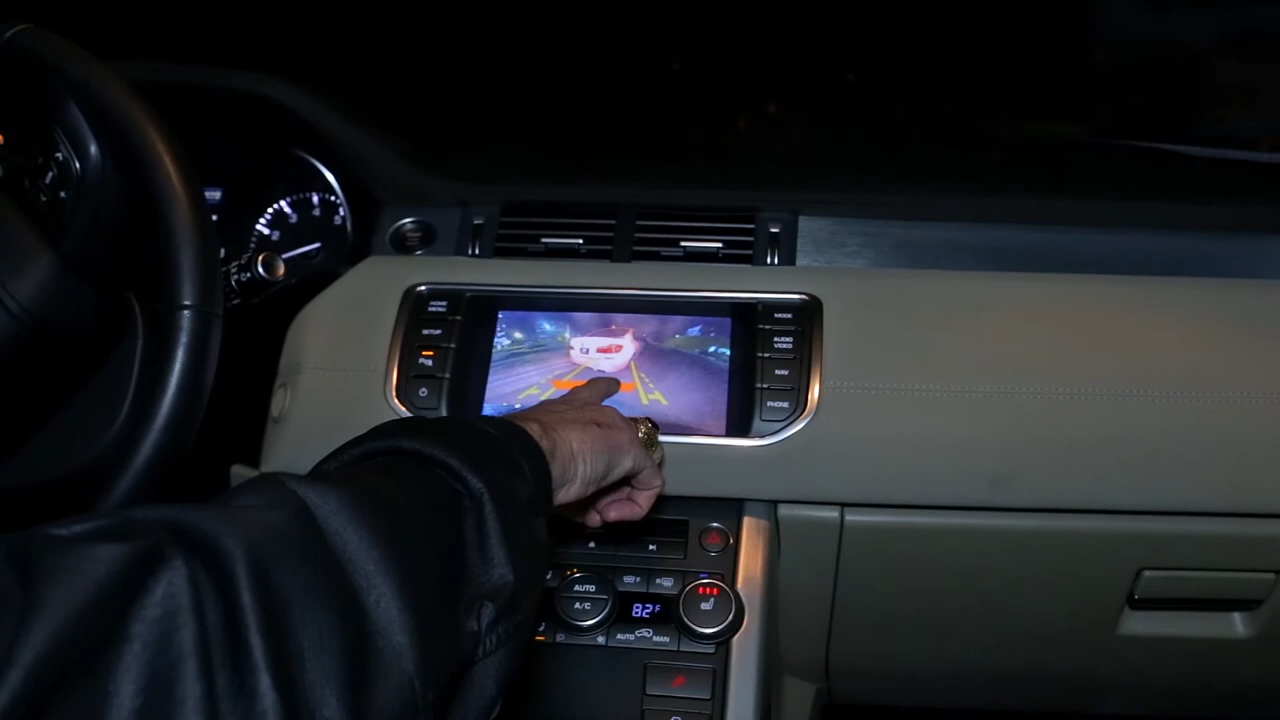 HOME
MENU
SETUP
MODE
AUDIO
VIDEO
NAV
PHONE
AUTO
A/C
F
R
82°F
AUTO
MAN